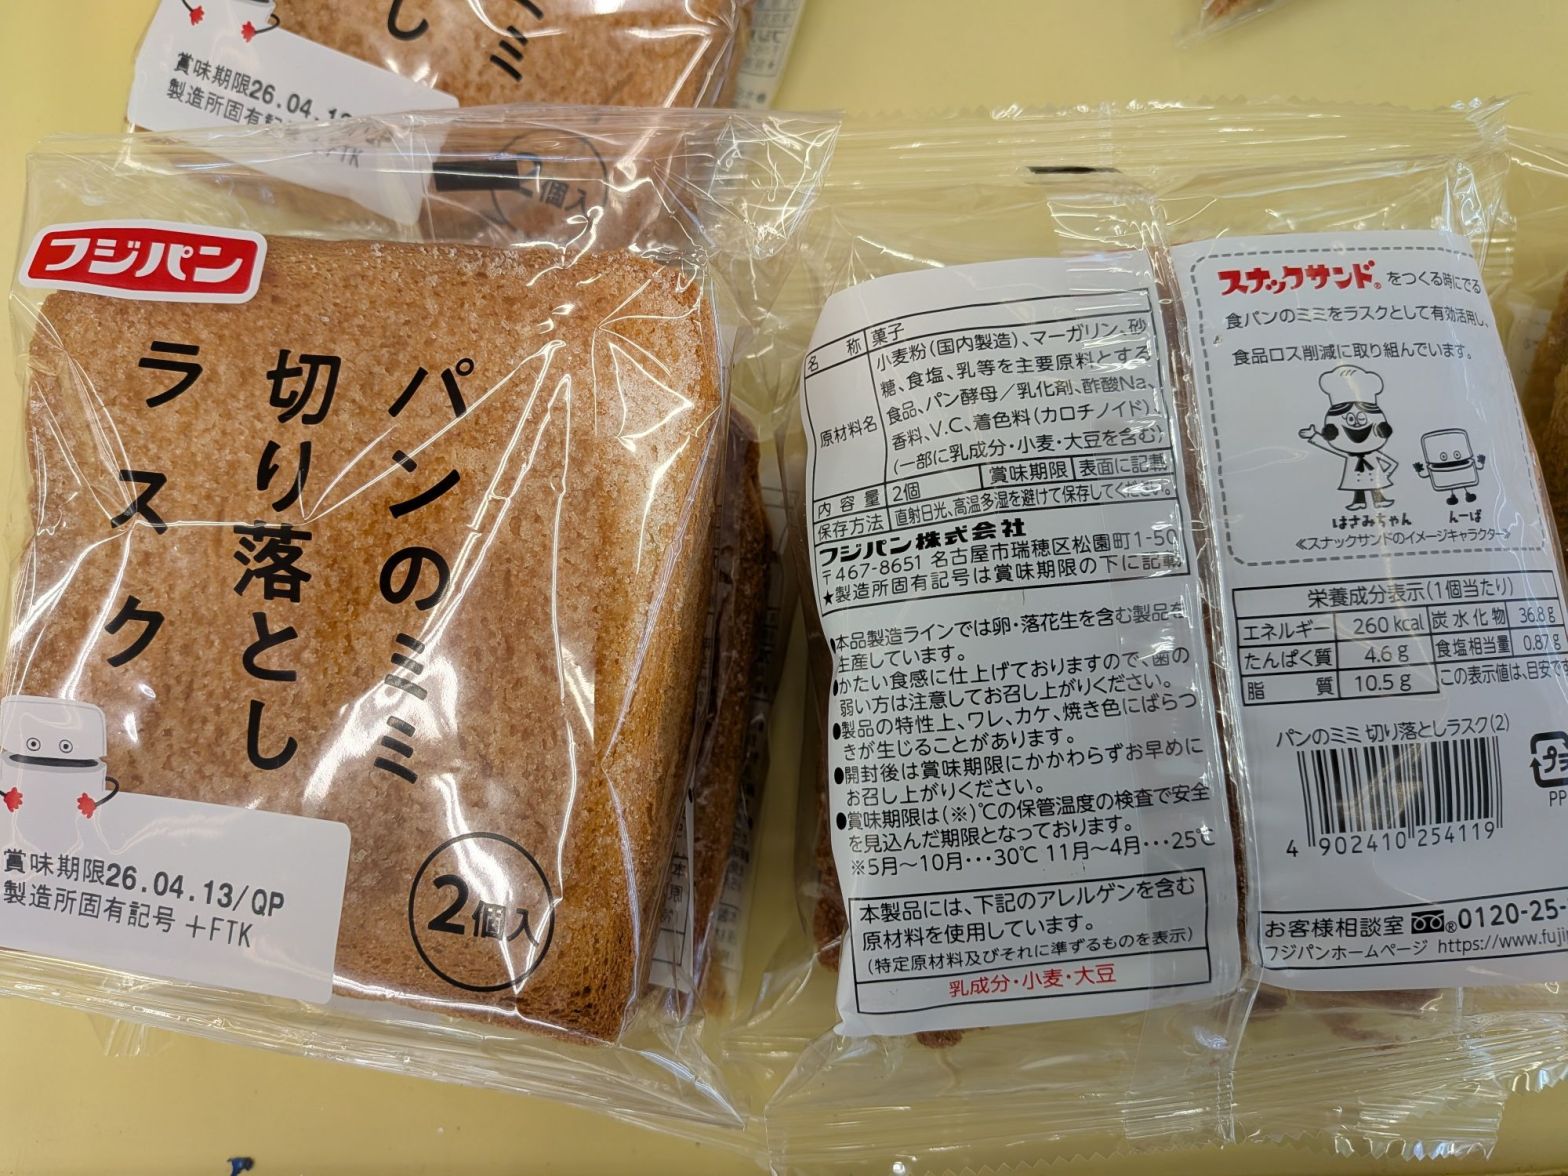 賞味期限26.04.1
製造所固有記
FTK
個入
フジパン
パンのミミ
切り落とし
ラスク
賞味期限26.04.13/QP
製造所固有記号 +FTK
2個入
名 称 菓子
原材料名 小麦粉(国内製造)、マーガリン、砂
糖、食塩、乳等を主要原料とする
食品、パン酵母/乳化剤、酢酸Na、
香料、V.C、着色料(カロチノイド)、
(一部に乳成分・小麦・大豆を含む)
内容量 2個 賞味期限 表面に記載
保存方法 直射日光、高温多湿を避けて保存してください
フジパン株式会社
〒467-8651 名古屋市瑞穂区松園町1-50
★製造所固有記号は賞味期限の下に記載
●本品製造ラインでは卵・落花生を含む製品を
生産しています。
●かたい食感に仕上げておりますので、歯の
弱い方は注意してお召し上がりください。
●製品の特性上、ワレ、カケ、焼き色にばらつ
きが生じることがあります。
●開封後は賞味期限にかかわらずお早めに
お召し上がりください。
●賞味期限は(※)での保管温度の検査で安全
を見込んだ期限となっております。
※5月～10月…30℃ 11月～4月…25℃
本製品には、下記のアレルゲンを含む
原材料を使用しています。
(特定原材料及びそれに準ずるものを表示)
乳成分・小麦・大豆
スナックサンド®をつくる時にでる
食パンのミミをラスクとして有効活用し、
食品ロス削減に取り組んでいます。
はさみちゃん んーぱ
<スナックサンドのイメージキャラクター>
栄養成分表示(1個当たり)
エネルギー 260kcal 炭水化物 36.8g
たんぱく質 4.6g 食塩相当量 0.87
脂 質 10.5g この表示値は、目安
パンのミミ切り落としラスク(2)
4 902410 254119
プラ
PP
お客様相談室 0120-25-
フジパンホームページ https://www.fuji